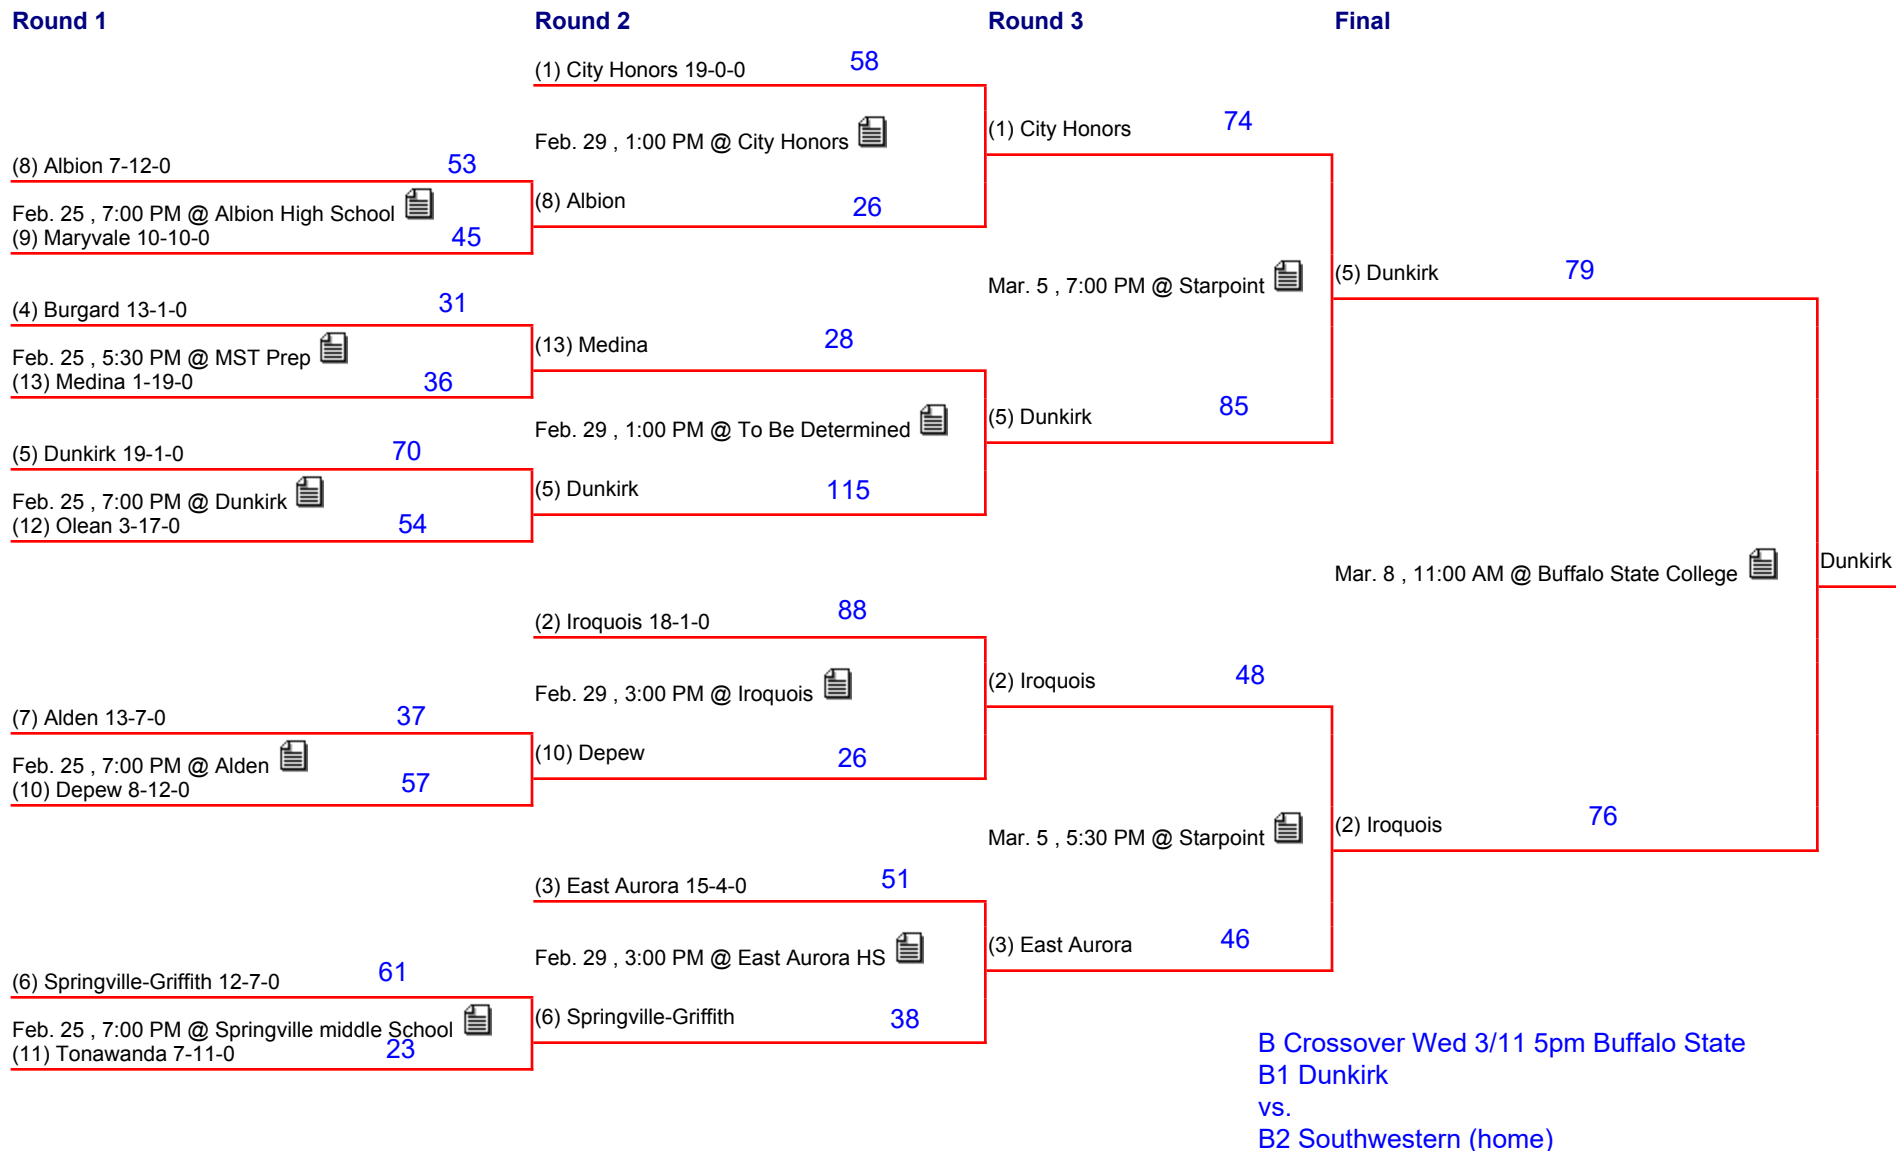 Round 1
Round 2
Round 3
Final
(1) City Honors 19-0-0
58
Feb. 29 , 1:00 PM @ City Honors
(1) City Honors
74
(8) Albion 7-12-0
53
Feb. 25 , 7:00 PM @ Albion High School
(8) Albion
26
(9) Maryvale 10-10-0
45
Mar. 5 , 7:00 PM @ Starpoint
(5) Dunkirk
79
(4) Burgard 13-1-0
31
Feb. 25 , 5:30 PM @ MST Prep
(13) Medina
28
(13) Medina 1-19-0
36
Feb. 29 , 1:00 PM @ To Be Determined
(5) Dunkirk
85
(5) Dunkirk 19-1-0
70
Feb. 25 , 7:00 PM @ Dunkirk
(5) Dunkirk
115
(12) Olean 3-17-0
54
Mar. 8 , 11:00 AM @ Buffalo State College
Dunkirk
(2) Iroquois 18-1-0
88
Feb. 29 , 3:00 PM @ Iroquois
(2) Iroquois
48
(7) Alden 13-7-0
37
Feb. 25 , 7:00 PM @ Alden
(10) Depew
26
(10) Depew 8-12-0
57
Mar. 5 , 5:30 PM @ Starpoint
(2) Iroquois
76
(3) East Aurora 15-4-0
51
Feb. 29 , 3:00 PM @ East Aurora HS
(3) East Aurora
46
(6) Springville-Griffith 12-7-0
61
Feb. 25 , 7:00 PM @ Springville middle School
(6) Springville-Griffith
38
(11) Tonawanda 7-11-0
23
B Crossover Wed 3/11 5pm Buffalo State
B1 Dunkirk
vs.
B2 Southwestern (home)